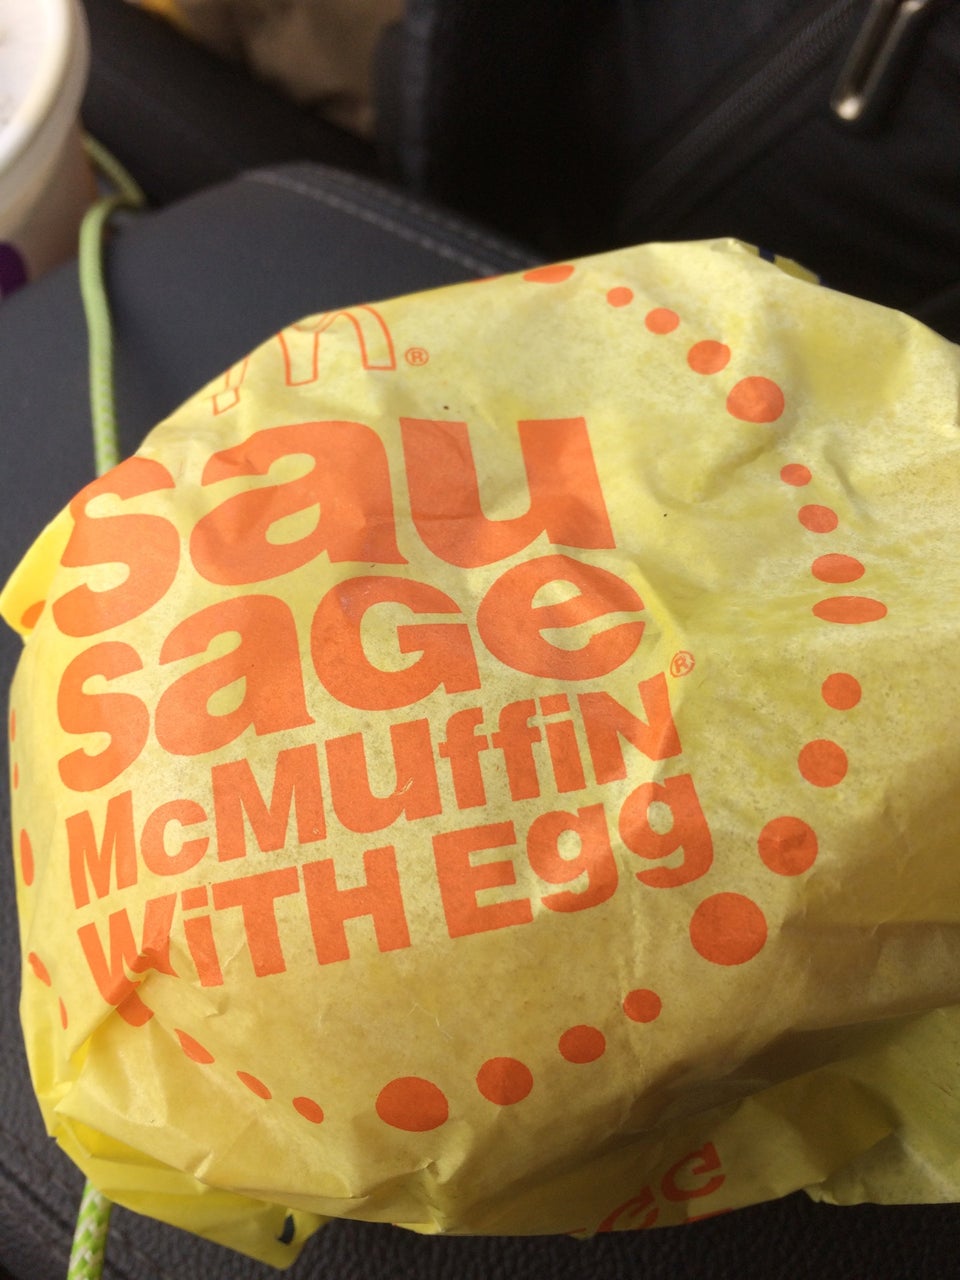 ®
sau
saGe
McMuffiN®
WiTH Egg